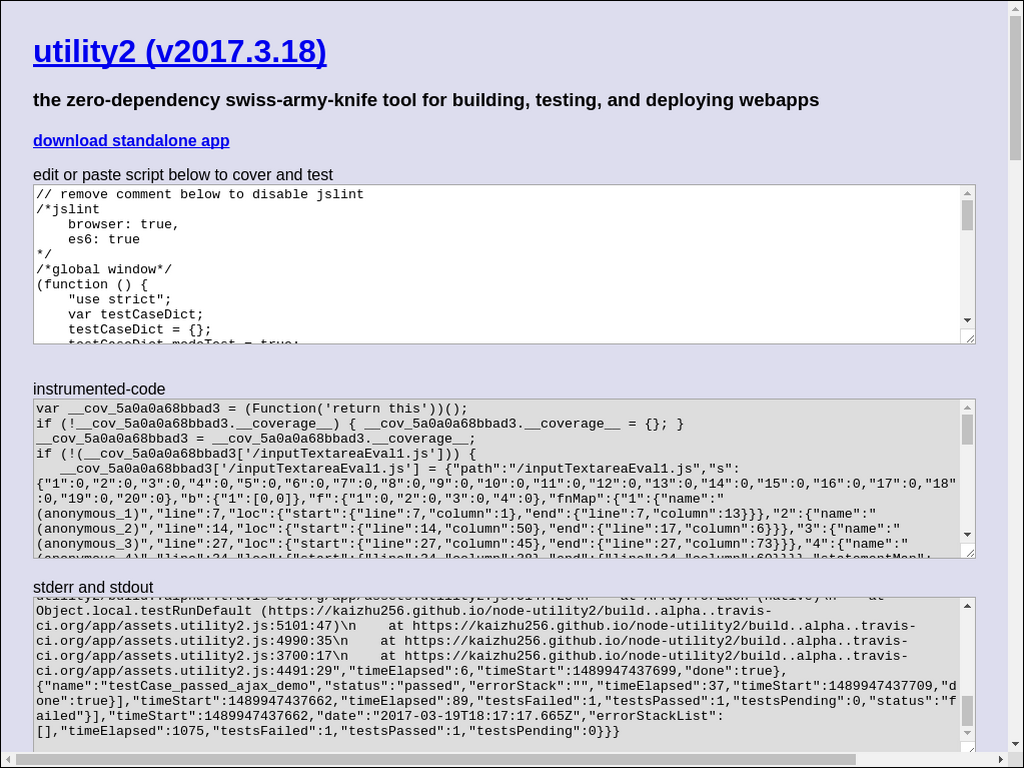 utility2 (v2017.3.18)
the zero-dependency swiss-army-knife tool for building, testing, and deploying webapps
download standalone app
edit or paste script below to cover and test
// remove comment below to disable jslint
/*jslint
    browser: true,
    es6: true
*/
/*global window*/
(function () {
    "use strict";
    var testCaseDict;
    testCaseDict = {};
    testCaseDict.modeTest = true;
instrumented-code
var __cov_5a0a0a68bbad3 = (Function('return this'))();
if (!__cov_5a0a0a68bbad3.__coverage__) { __cov_5a0a0a68bbad3.__coverage__ = {}; }
__cov_5a0a0a68bbad3 = __cov_5a0a0a68bbad3.__coverage__;
if (!(__cov_5a0a0a68bbad3['/inputTextareaEval1.js'])) {
   __cov_5a0a0a68bbad3['/inputTextareaEval1.js'] = {"path":"/inputTextareaEval1.js","s":
{"1":0,"2":0,"3":0,"4":0,"5":0,"6":0,"7":0,"8":0,"9":0,"10":0,"11":0,"12":0,"13":0,"14":0,"15":0,"16":0,"17":0,"18"
:0,"19":0,"20":0},"b":{"1":[0,0]},"f":{"1":0,"2":0,"3":0,"4":0},"fnMap":{"1":{"name":"
(anonymous_1)","line":7,"loc":{"start":{"line":7,"column":1},"end":{"line":7,"column":13}}},"2":{"name":"
(anonymous_2)","line":14,"loc":{"start":{"line":14,"column":50},"end":{"line":17,"column":6}}},"3":{"name":"
(anonymous_3)","line":27,"loc":{"start":{"line":27,"column":45},"end":{"line":27,"column":73}}},"4":{"name":"
stderr and stdout
Object.local.testRunDefault (https://kaizhu256.github.io/node-utility2/build..alpha..travis-
ci.org/app/assets.utility2.js:5101:47)\n    at https://kaizhu256.github.io/node-utility2/build..alpha..travis-
ci.org/app/assets.utility2.js:4990:35\n    at https://kaizhu256.github.io/node-utility2/build..alpha..travis-
ci.org/app/assets.utility2.js:3700:17\n    at https://kaizhu256.github.io/node-utility2/build..alpha..travis-
ci.org/app/assets.utility2.js:4491:29","timeElapsed":6,"timeStart":1489947437699,"done":true},
{"name":"testCase_passed_ajax_demo","status":"passed","errorStack":"","timeElapsed":37,"timeStart":1489947437709,"d
one":true}],"timeStart":1489947437662,"timeElapsed":89,"testsFailed":1,"testsPassed":1,"testsPending":0,"status":"f
ailed"}],"timeStart":1489947437662,"date":"2017-03-19T18:17:17.665Z","errorStackList":
[],"timeElapsed":1075,"testsFailed":1,"testsPassed":1,"testsPending":0}}}